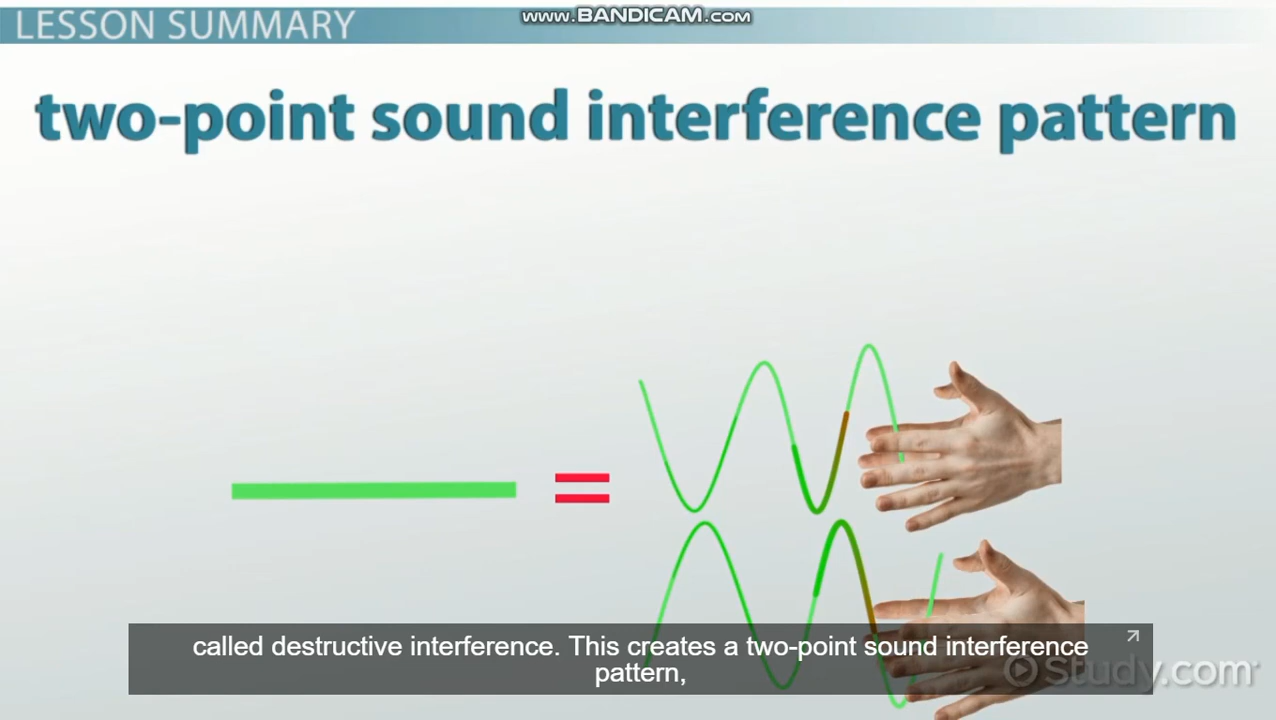 www.BANDICAM.com
LESSON SUMMARY
two-point sound interference pattern
called destructive interference. This creates a two-point sound interference
pattern,
Study.com